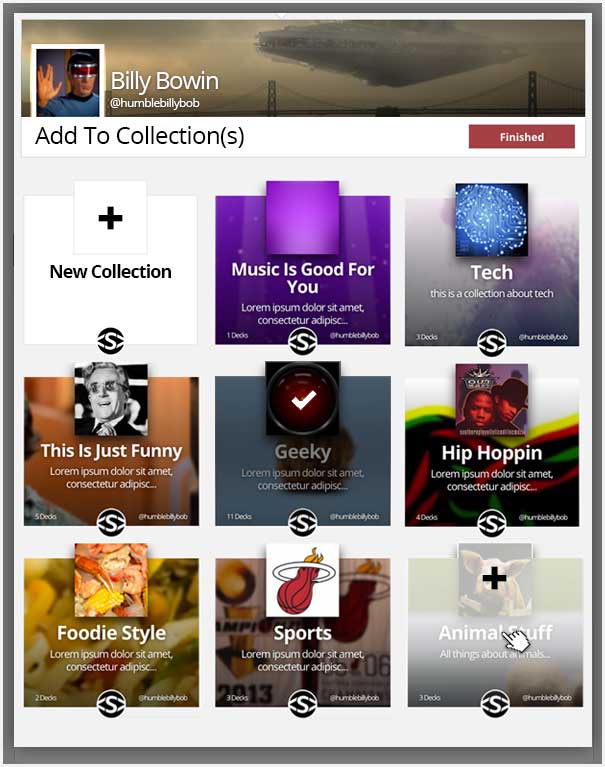 Billy Bowin
@humblebillybob
Add To Collection(s)
Finished
New Collection
Music Is Good For
You
Lorem ipsum dolor sit amet,
consectetur adipisc...
1 Decks @humblebillybob
Tech
this is a collection about tech
3 Decks @humblebillybob
This Is Just Funny
Lorem ipsum dolor sit amet,
consectetur adipisc...
5 Decks @humblebillybob
Geeky
Lorem ipsum dolor sit amet,
consectetur adipisc...
11 Decks @humblebillybob
Hip Hoppin
Lorem ipsum dolor sit amet,
consectetur adipisc...
4 Decks @humblebillybob
Foodie Style
Lorem ipsum dolor sit amet,
consectetur adipisc...
2 Decks @humblebillybob
Sports
Lorem ipsum dolor sit amet,
consectetur adipisc...
2013
3 Decks @humblebillybob
Animal Stuff
All things about animals...
3 Decks @humblebillybob